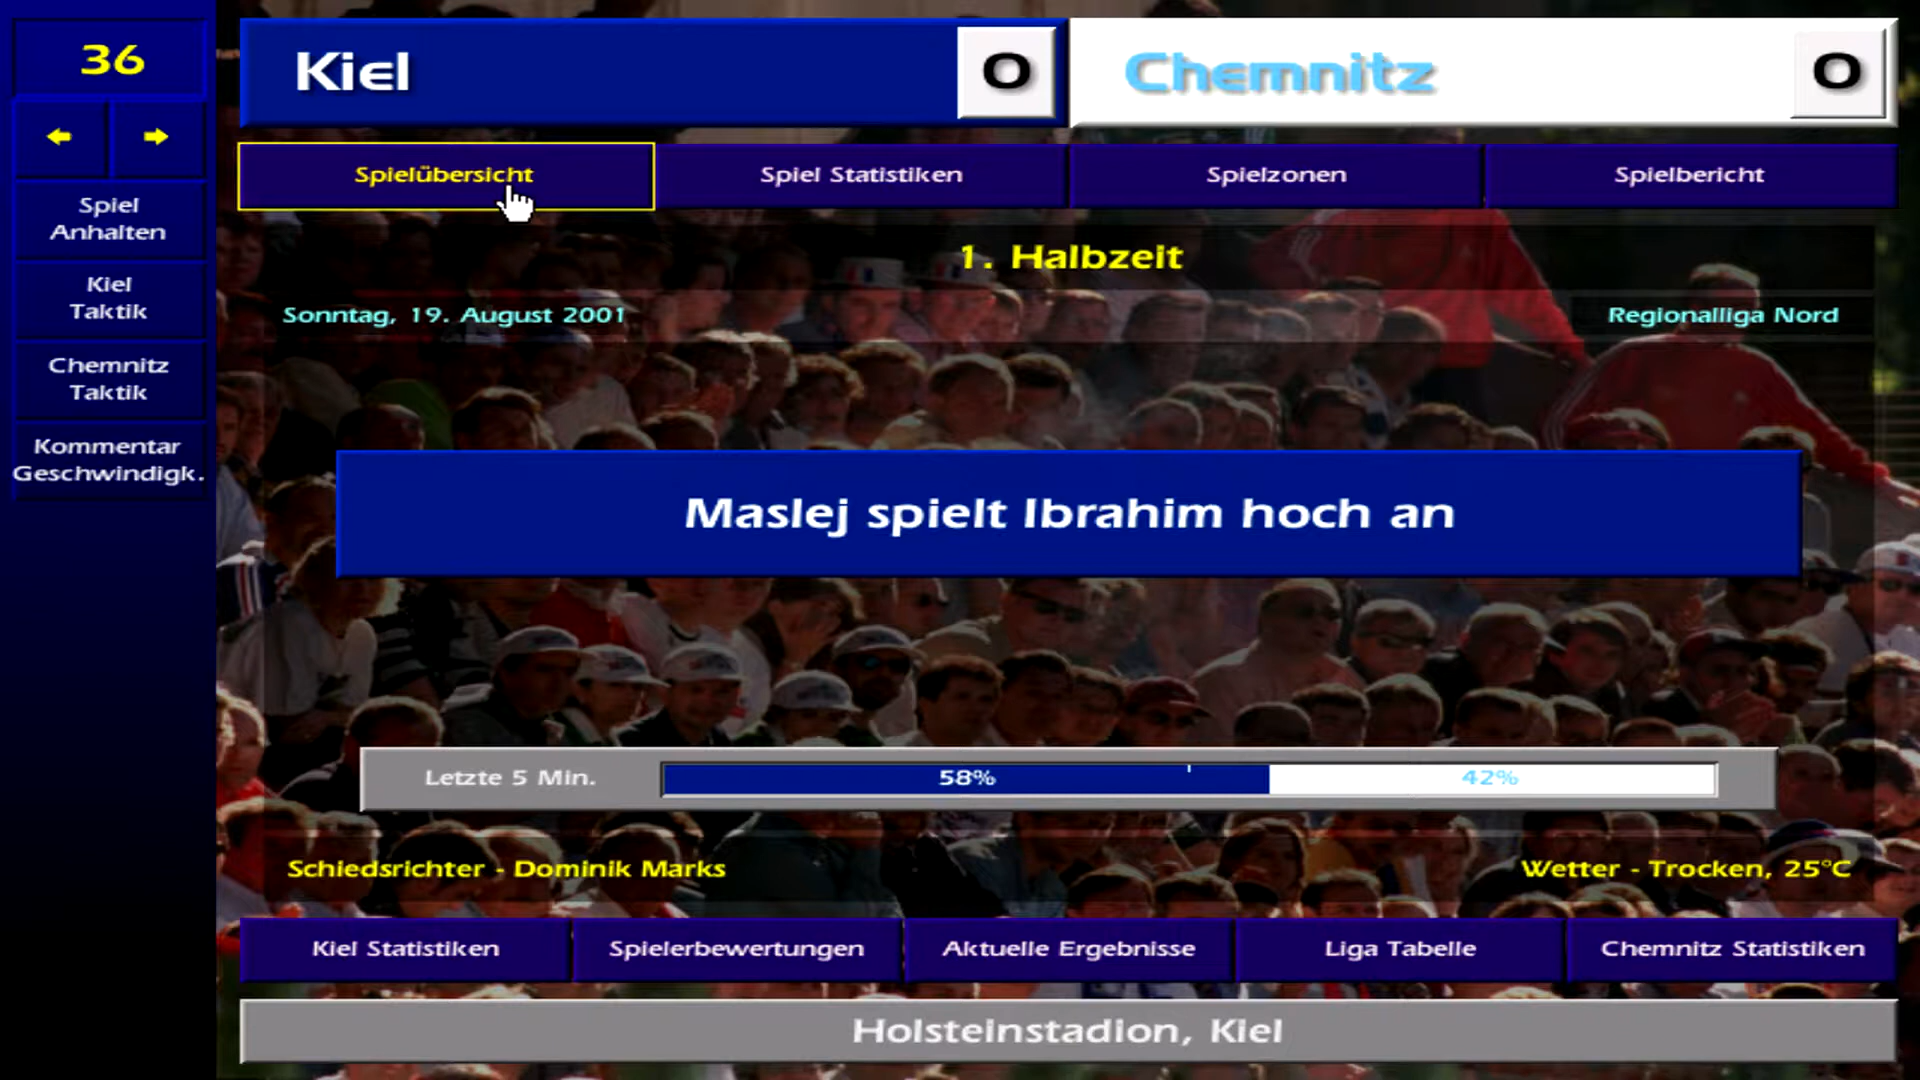 36
Kiel 0
Chemnitz 0
Spielübersicht
Spiel Statistiken
Spielzonen
Spielbericht
Spiel
Anhalten
Kiel
Taktik
Chemnitz
Taktik
Kommentar
Geschwindigk.
1. Halbzeit
Sonntag, 19. August 2001
Regionalliga Nord
Maslej spielt Ibrahim hoch an
Letzte 5 Min.
58%
42%
Schiedsrichter - Dominik Marks
Wetter - Trocken, 25°C
Kiel Statistiken
Spielerbewertungen
Aktuelle Ergebnisse
Liga Tabelle
Chemnitz Statistiken
Holsteinstadion, Kiel